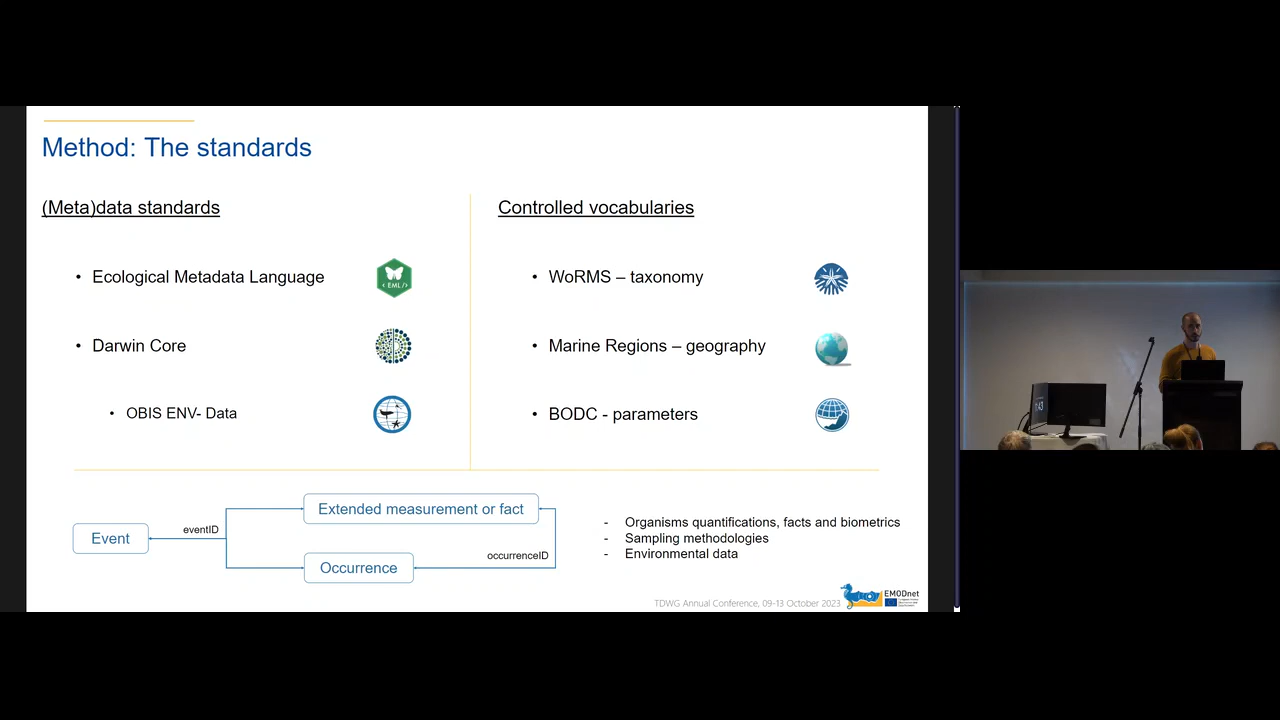 Method: The standards
(Meta)data standards
• Ecological Metadata Language
< EML />
• Darwin Core
• OBIS ENV- Data
Controlled vocabularies
• WoRMS – taxonomy
• Marine Regions – geography
• BODC - parameters
Event
eventID
Extended measurement or fact
Occurrence
occurrenceID
- Organisms quantifications, facts and biometrics
- Sampling methodologies
- Environmental data
TDWG Annual Conference, 09-13 October 2023
EMODnet